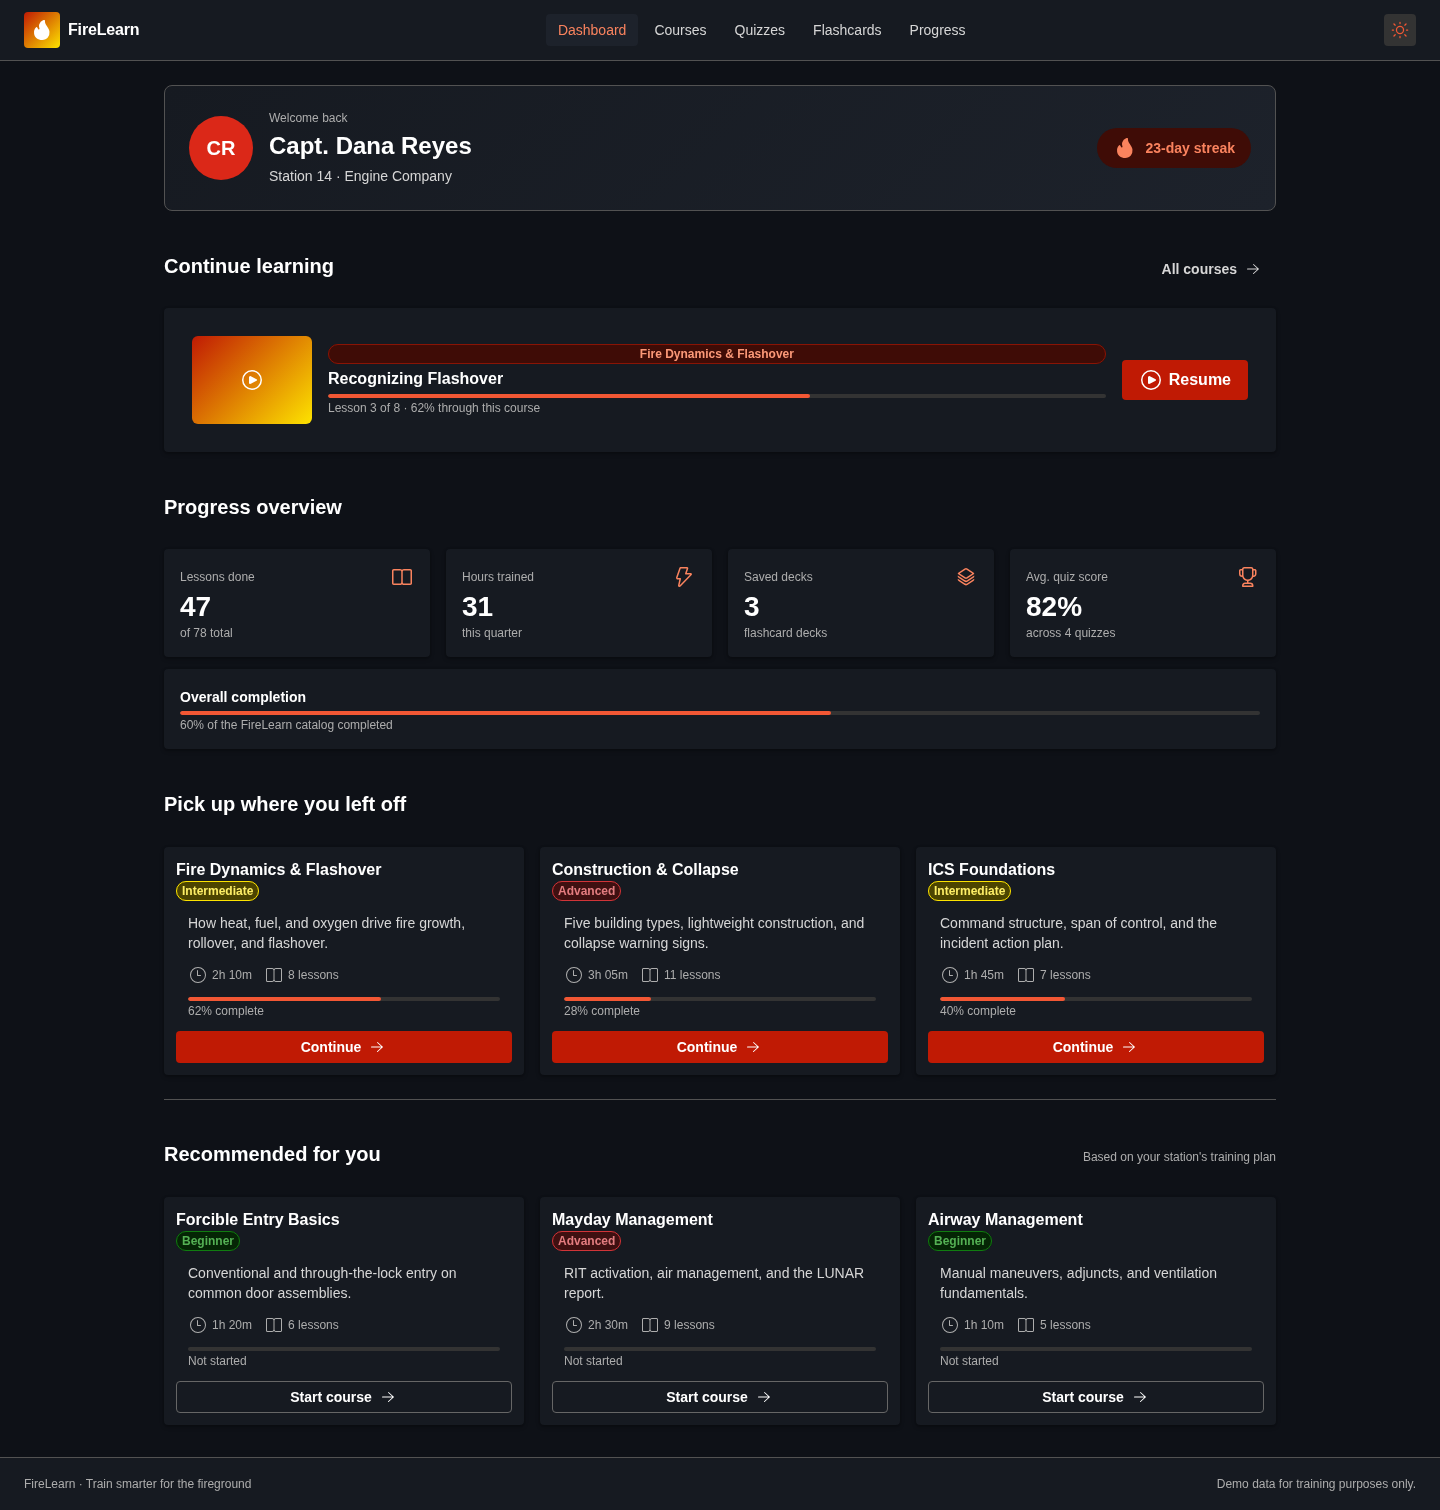 FireLearn
Dashboard Courses Quizzes Flashcards Progress
Welcome back
CR
Capt. Dana Reyes
Station 14 · Engine Company
23-day streak
Continue learning
All courses
Fire Dynamics & Flashover
Recognizing Flashover
Lesson 3 of 8 · 62% through this course
Resume
Progress overview
Lessons done
47
of 78 total
Hours trained
31
this quarter
Saved decks
3
flashcard decks
Avg. quiz score
82%
across 4 quizzes
Overall completion
60% of the FireLearn catalog completed
Pick up where you left off
Fire Dynamics & Flashover
Intermediate
How heat, fuel, and oxygen drive fire growth,
rollover, and flashover.
2h 10m 8 lessons
62% complete
Continue
Construction & Collapse
Advanced
Five building types, lightweight construction, and
collapse warning signs.
3h 05m 11 lessons
28% complete
Continue
ICS Foundations
Intermediate
Command structure, span of control, and the
incident action plan.
1h 45m 7 lessons
40% complete
Continue
Recommended for you
Based on your station's training plan
Forcible Entry Basics
Beginner
Conventional and through-the-lock entry on
common door assemblies.
1h 20m 6 lessons
Not started
Start course
Mayday Management
Advanced
RIT activation, air management, and the LUNAR
report.
2h 30m 9 lessons
Not started
Start course
Airway Management
Beginner
Manual maneuvers, adjuncts, and ventilation
fundamentals.
1h 10m 5 lessons
Not started
Start course
FireLearn · Train smarter for the fireground
Demo data for training purposes only.